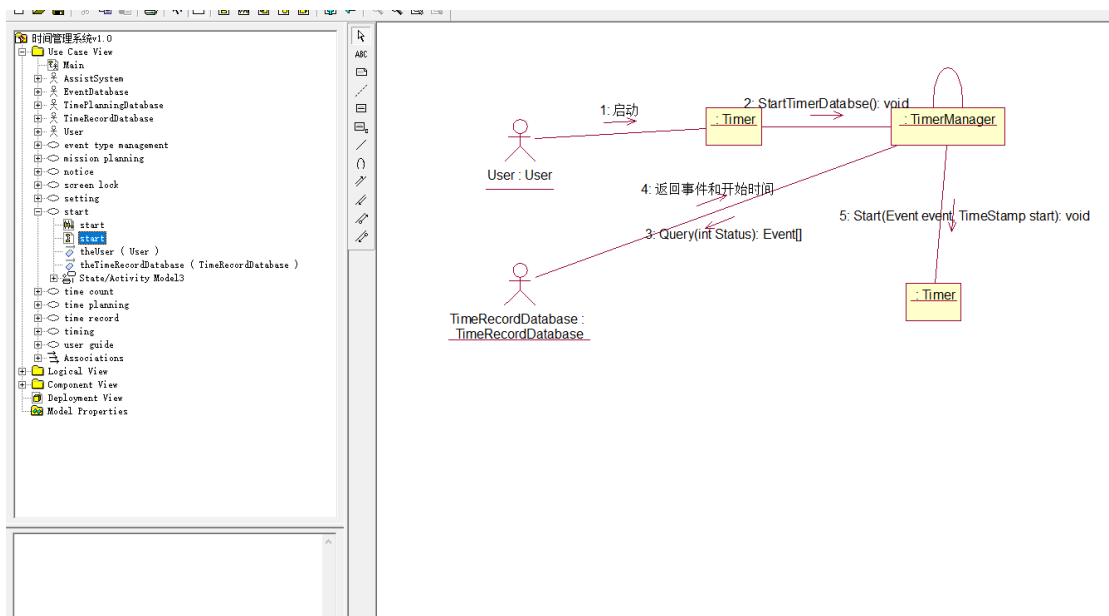 时间管理系统v1.0
Use Case View
Main
AssistSystem
EventDatabase
TimePlanningDatabase
TimeRecordDatabase
User
event type management
mission planning
notice
screen lock
setting
start
start
start
theUser ( User )
theTimeRecordDatabase ( TimeRecordDatabase )
State/Activity Model3
time count
time planning
time record
timing
user guide
Associations
Logical View
Component View
Deployment View
Model Properties
ABC
1: 启动
2: StartTimerDatabse(): void
: Timer
: TimerManager
User : User
4: 返回事件和开始时间
3: Query(int Status): Event[]
5: Start(Event event, TimeStamp start): void
: Timer
TimeRecordDatabase :
TimeRecordDatabase